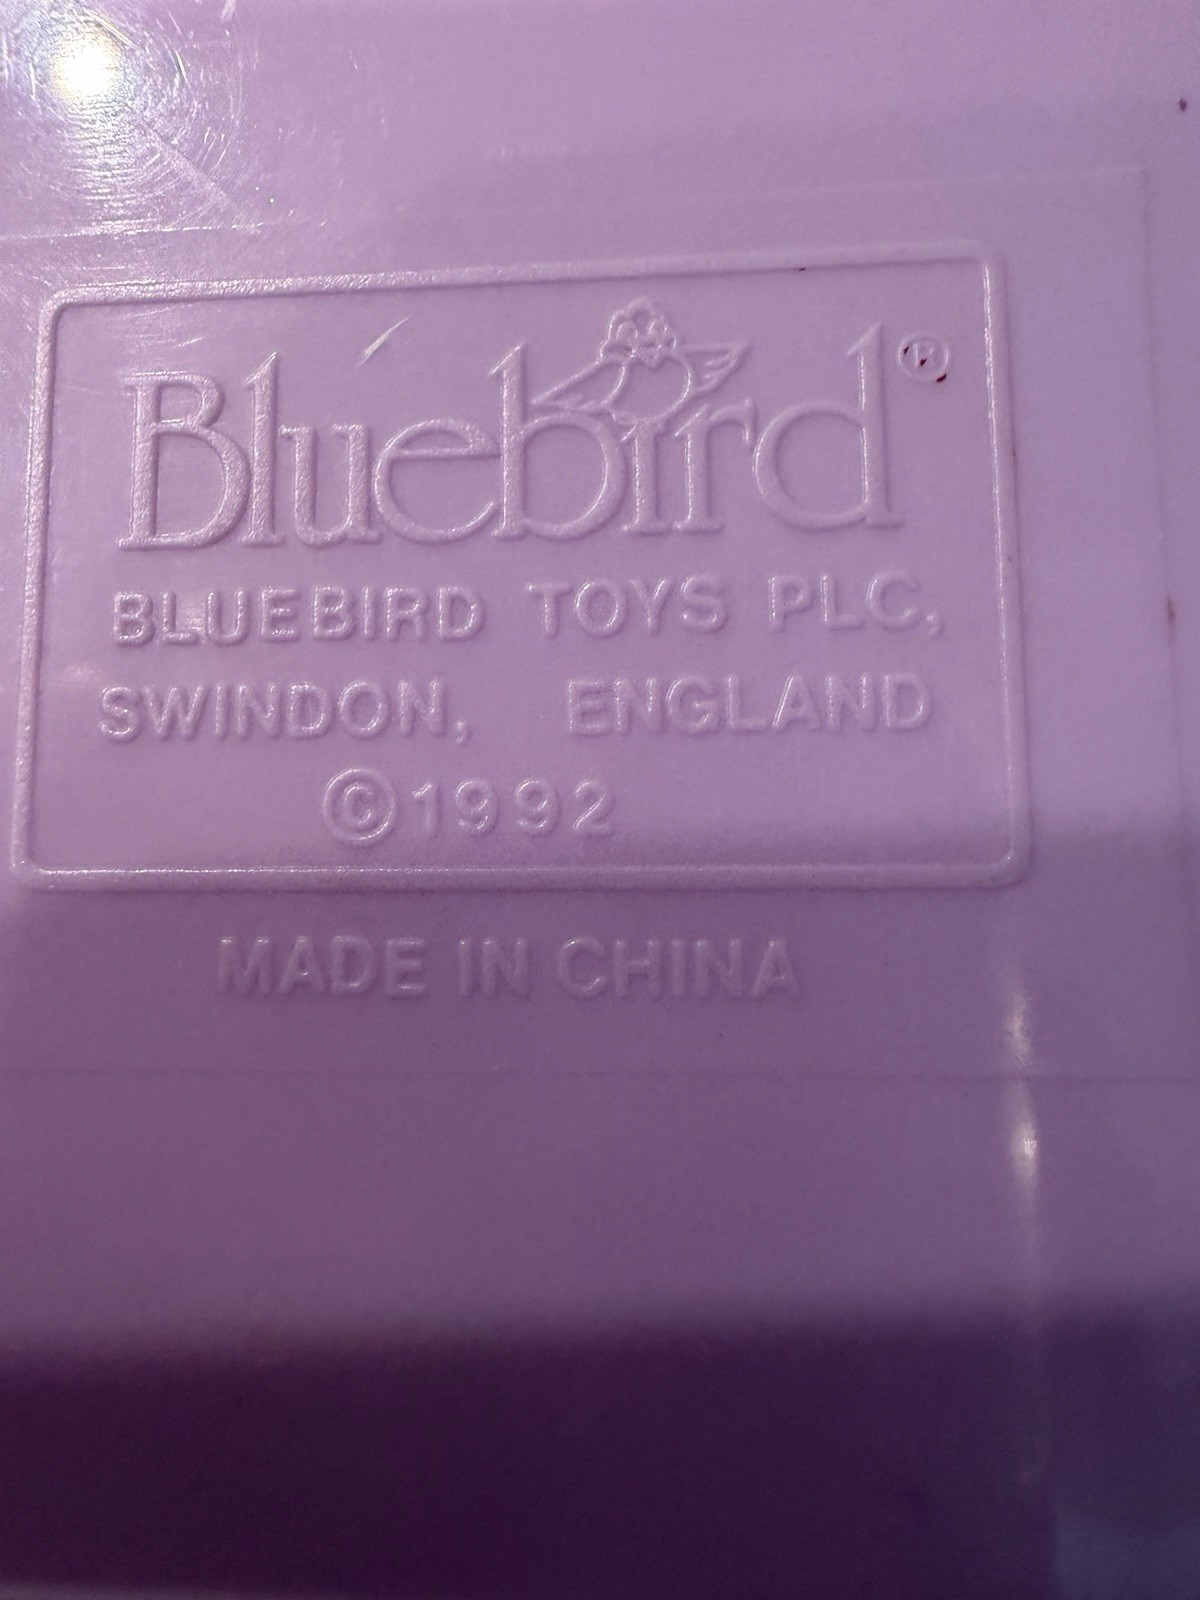 Bluebird®
BLUEBIRD TOYS PLC,
SWINDON, ENGLAND
©1992
MADE IN CHINA